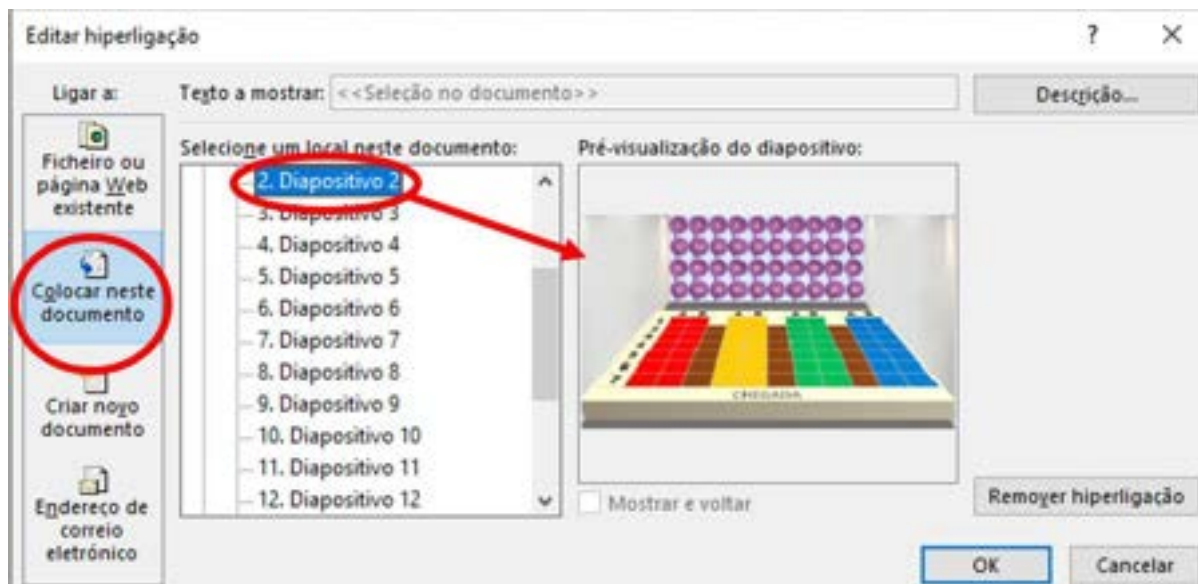 Editar hiperligação
? ×
Ligar a:
Texto a mostrar: <<Seleção no documento>>
Descrição...
Ficheiro ou
página Web
existente
Colocar neste
documento
Criar novo
documento
Endereço de
correio
eletrónico
Selecione um local neste documento:
2. Diapositivo 2
3. Diapositivo 3
4. Diapositivo 4
5. Diapositivo 5
6. Diapositivo 6
7. Diapositivo 7
8. Diapositivo 8
9. Diapositivo 9
10. Diapositivo 10
11. Diapositivo 11
12. Diapositivo 12
Pré-visualização do diapositivo:
CHEGADA
Mostrar e voltar
Remover hiperligação
OK
Cancelar